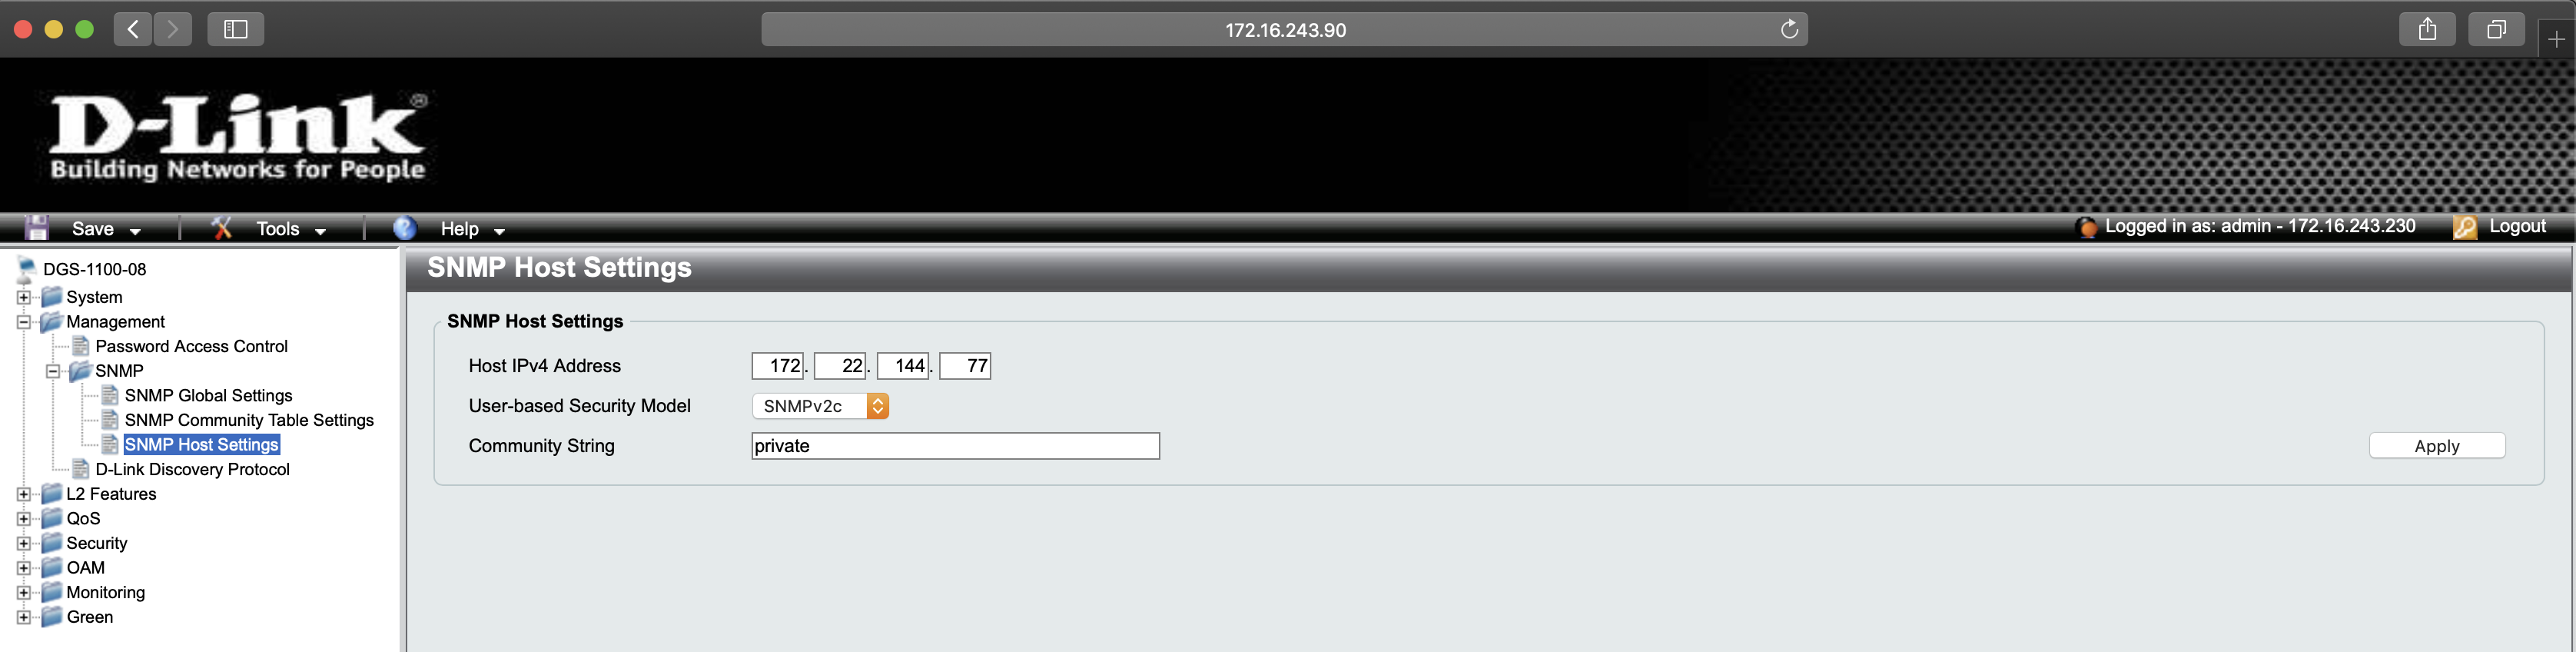 172.16.243.90
D-Link®
Building Networks for People
Save Tools Help Logged in as: admin - 172.16.243.230 Logout
DGS-1100-08
System
Management
Password Access Control
SNMP
SNMP Global Settings
SNMP Community Table Settings
SNMP Host Settings
D-Link Discovery Protocol
L2 Features
QoS
Security
OAM
Monitoring
Green
SNMP Host Settings
SNMP Host Settings
Host IPv4 Address 172. 22. 144. 77
User-based Security Model SNMPv2c
Community String private Apply